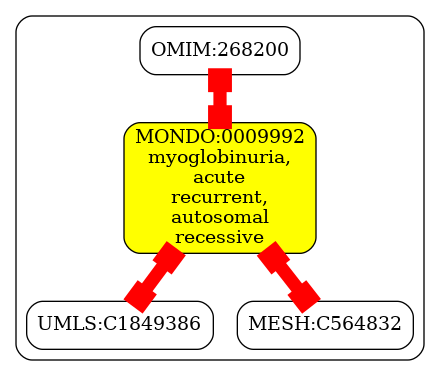 OMIM:268200
MONDO:0009992
myoglobinuria,
acute
recurrent,
autosomal
recessive
UMLS:C1849386
MESH:C564832